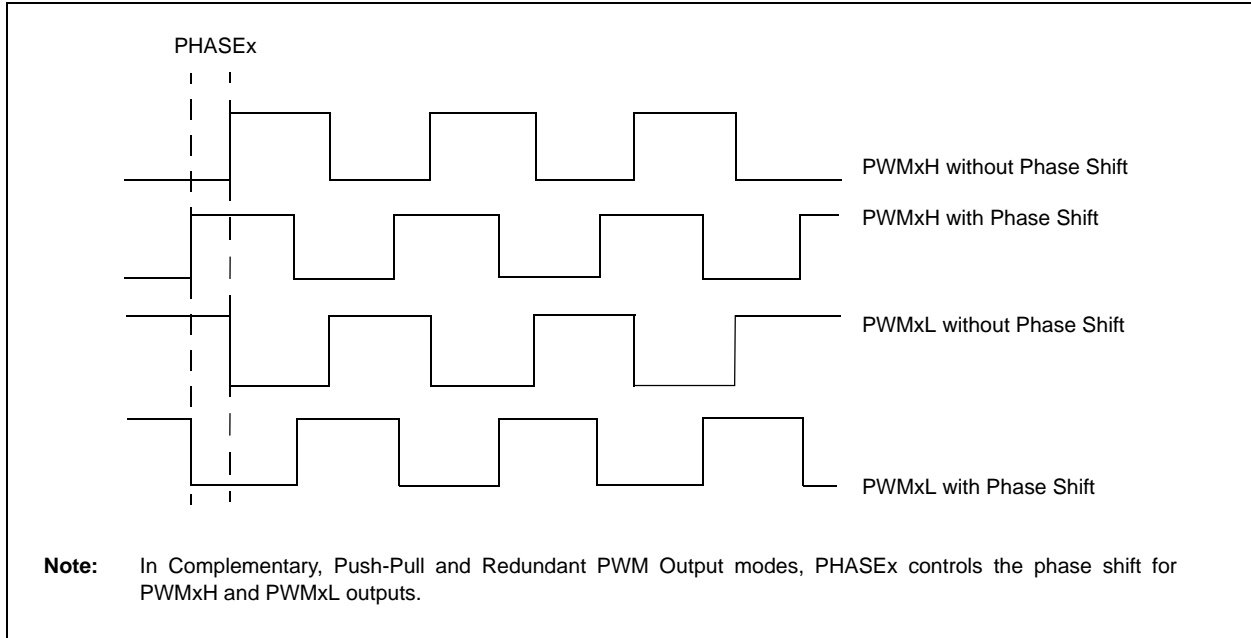 PHASEx
PWMxH without Phase Shift
PWMxH with Phase Shift
PWMxL without Phase Shift
PWMxL with Phase Shift
Note: In Complementary, Push-Pull and Redundant PWM Output modes, PHASEx controls the phase shift for
PWMxH and PWMxL outputs.